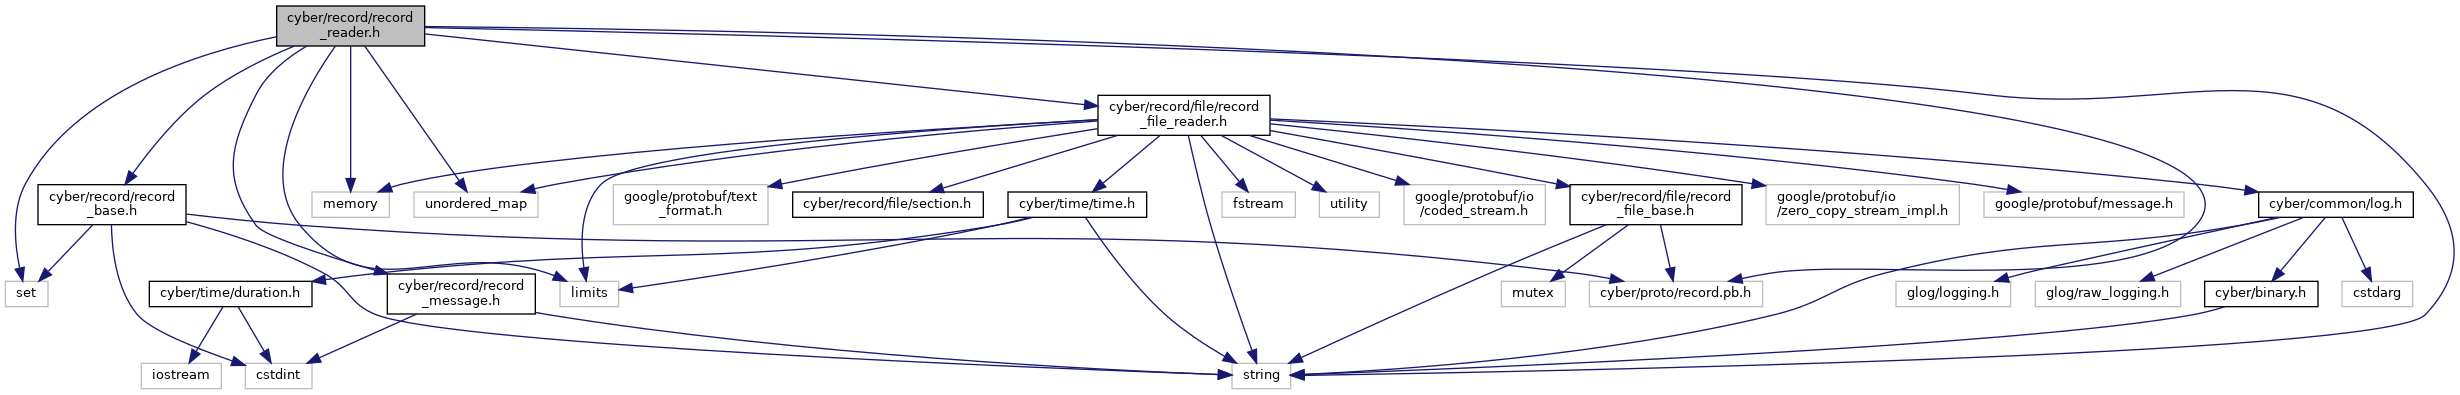 cyber/record/record
_reader.h
cyber/record/file/record
_file_reader.h
cyber/record/record
_base.h
memory
unordered_map
google/protobuf/text
_format.h
cyber/record/file/section.h
cyber/time/time.h
fstream
utility
google/protobuf/io
/coded_stream.h
cyber/record/file/record
_file_base.h
google/protobuf/io
/zero_copy_stream_impl.h
google/protobuf/message.h
cyber/common/log.h
set
cyber/time/duration.h
cyber/record/record
_message.h
limits
mutex
cyber/proto/record.pb.h
glog/logging.h
glog/raw_logging.h
cyber/binary.h
cstdarg
iostream
cstdint
string